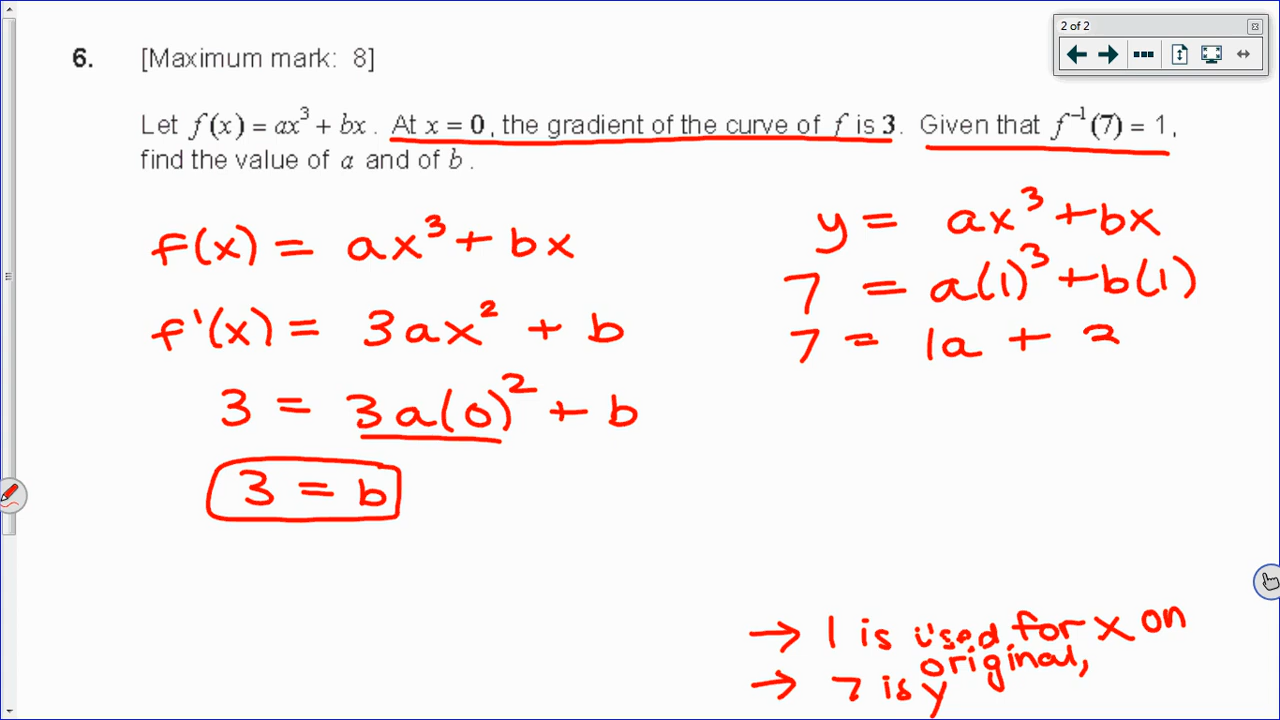 2 of 2
6. [Maximum mark: 8]
Let f(x) = ax³ + bx. At x = 0, the gradient of the curve of f is 3. Given that f⁻¹(7) = 1,
find the value of a and of b.
f(x) = ax³ + bx
f'(x) = 3ax² + b
3 = 3a(0)² + b
3 = b
y = ax³ + bx
7 = a(1)³ + b(1)
7 = 1a + 3
→ 1 is used for x on
original,
→ 7 is y